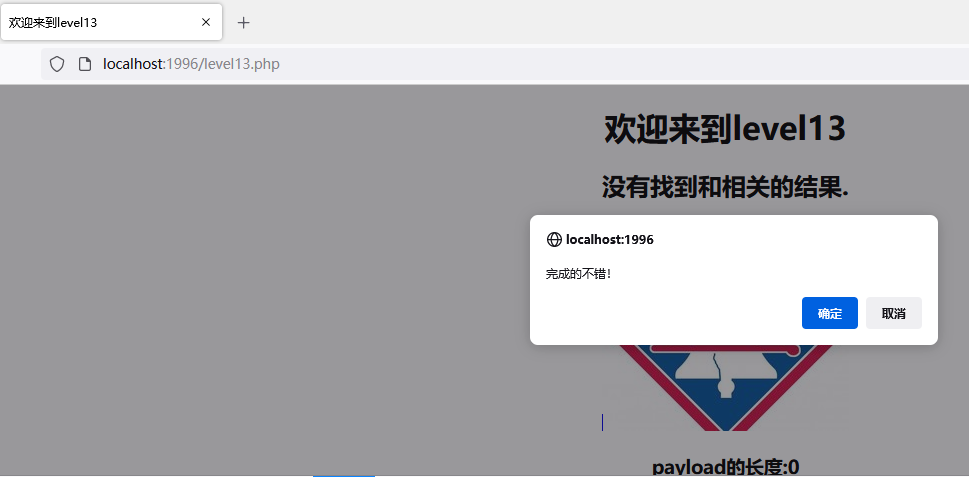 欢迎来到level13
localhost:1996/level13.php
欢迎来到level13
没有找到和相关的结果.
localhost:1996
完成的不错!
确定 取消
payload的长度:0